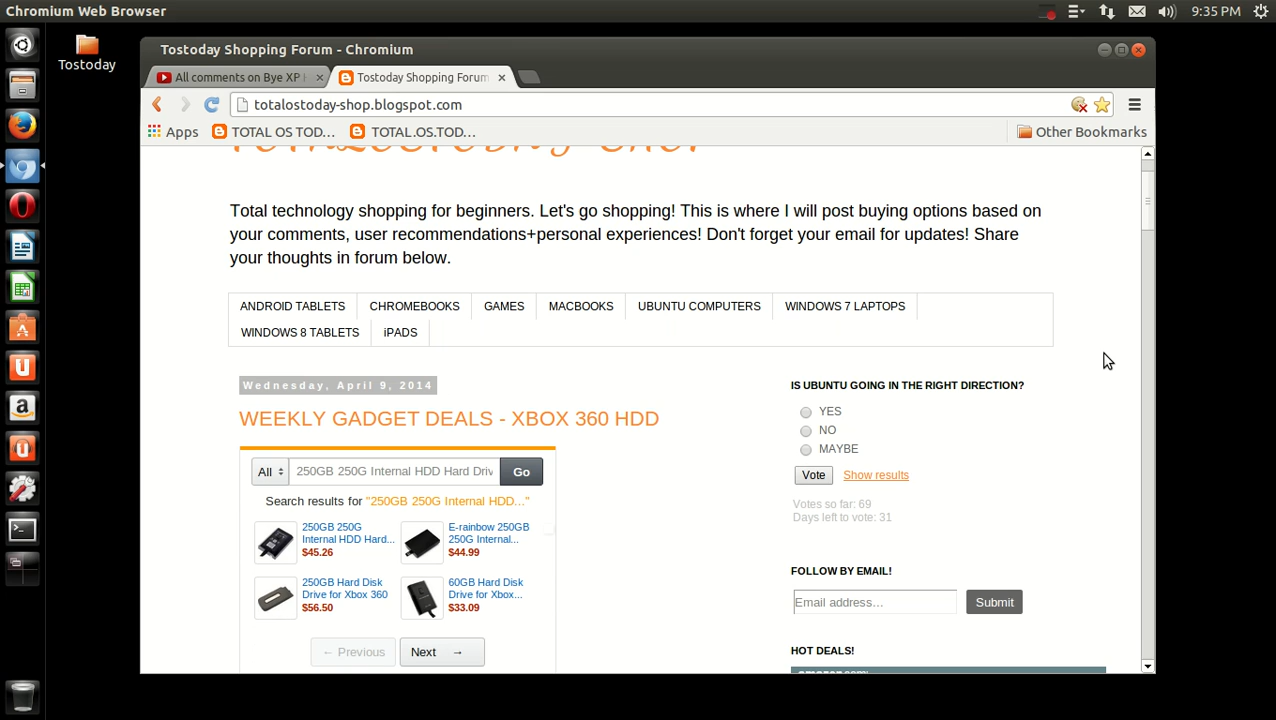 Chromium Web Browser
9:35 PM
Tostoday
Tostoday Shopping Forum - Chromium
All comments on Bye XP
Tostoday Shopping Forum
totalostoday-shop.blogspot.com
Apps
TOTAL OS TOD...
TOTAL.OS.TOD...
Other Bookmarks
Total technology shopping for beginners. Let's go shopping! This is where I will post buying options based on
your comments, user recommendations+personal experiences! Don't forget your email for updates! Share
your thoughts in forum below.
ANDROID TABLETS
CHROMEBOOKS
GAMES
MACBOOKS
UBUNTU COMPUTERS
WINDOWS 7 LAPTOPS
WINDOWS 8 TABLETS
iPADS
Wednesday, April 9, 2014
WEEKLY GADGET DEALS - XBOX 360 HDD
All
250GB 250G Internal HDD Hard Driv
Go
Search results for "250GB 250G Internal HDD..."
250GB 250G
Internal HDD Hard...
$45.26
E-rainbow 250GB
250G Internal...
$44.99
250GB Hard Disk
Drive for Xbox 360
$56.50
60GB Hard Disk
Drive for Xbox...
$33.09
← Previous
Next →
IS UBUNTU GOING IN THE RIGHT DIRECTION?
YES
NO
MAYBE
Vote
Show results
Votes so far: 69
Days left to vote: 31
FOLLOW BY EMAIL!
Email address...
Submit
HOT DEALS!